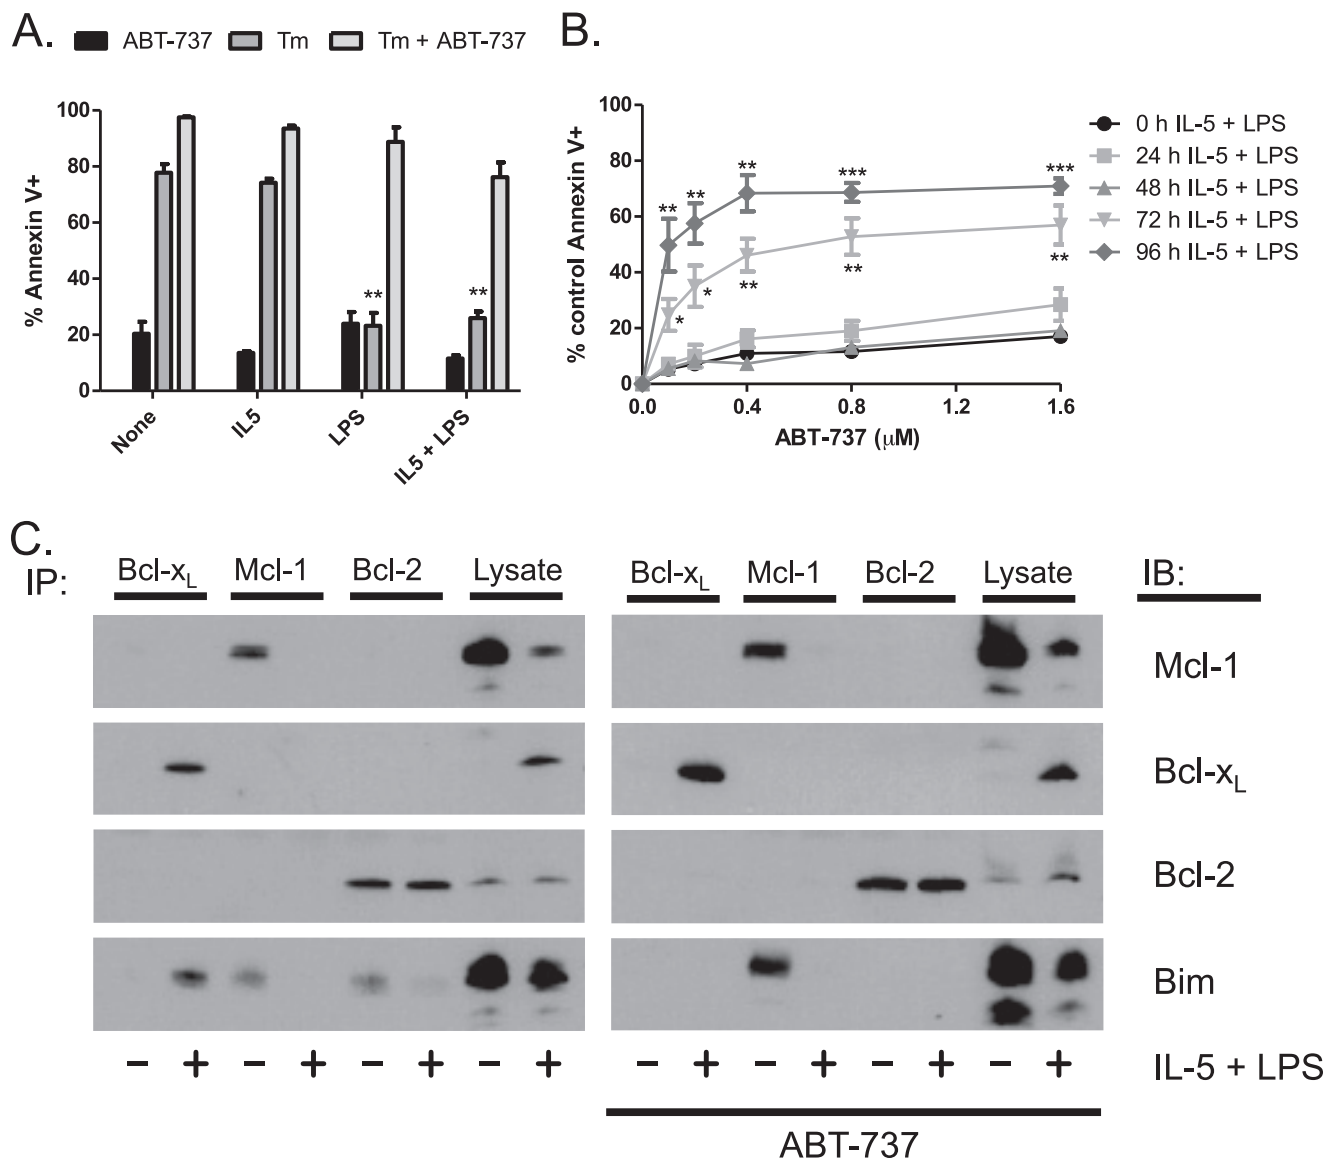 A.
ABT-737 Tm Tm + ABT-737
% Annexin V+
100
80
60
40
20
0
None IL5 LPS IL5 + LPS
** **
B.
% control Annexin V+
100
80
60
40
20
0
** ** ** *** ***
* * ** ** **
0.0 0.4 0.8 1.2 1.6
ABT-737 (μM)
0 h IL-5 + LPS
24 h IL-5 + LPS
48 h IL-5 + LPS
72 h IL-5 + LPS
96 h IL-5 + LPS
C.
IP: Bcl-xL Mcl-1 Bcl-2 Lysate Bcl-xL Mcl-1 Bcl-2 Lysate IB:
Mcl-1
Bcl-xL
Bcl-2
Bim
− + − + − + − + − + − + − + − + IL-5 + LPS
ABT-737